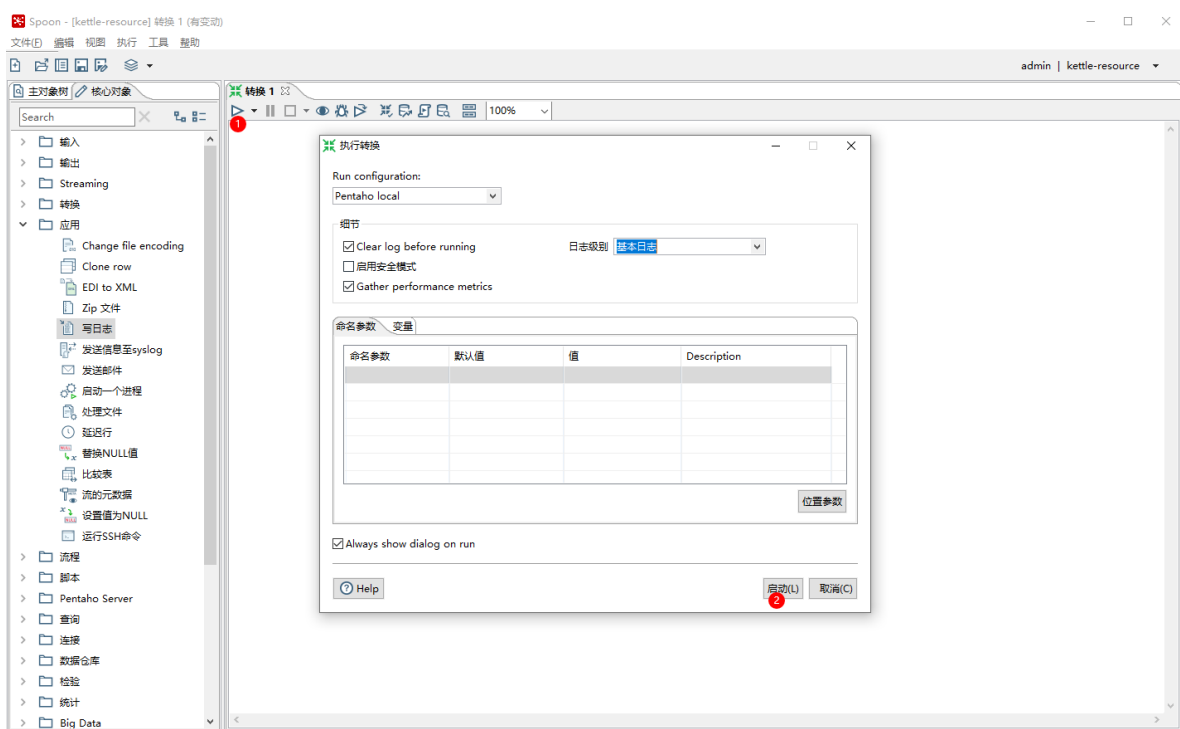 Spoon - [kettle-resource] 转换 1 (有变动)
文件(F) 编辑 视图 执行 工具 帮助
admin | kettle-resource
主对象树 核心对象
转换 1
Search
100%
1
输入
输出
Streaming
转换
应用
Change file encoding
Clone row
EDI to XML
Zip 文件
写日志
发送信息至syslog
发送邮件
启动一个进程
处理文件
延迟行
替换NULL值
比较表
流的元数据
设置值为NULL
运行SSH命令
流程
脚本
Pentaho Server
查询
连接
数据仓库
检验
统计
Big Data
执行转换
Run configuration:
Pentaho local
细节
Clear log before running 日志级别 基本日志
启用安全模式
Gather performance metrics
命名参数 变量
命名参数 默认值 值 Description
位置参数
Always show dialog on run
Help 启动(L) 取消(C)
2